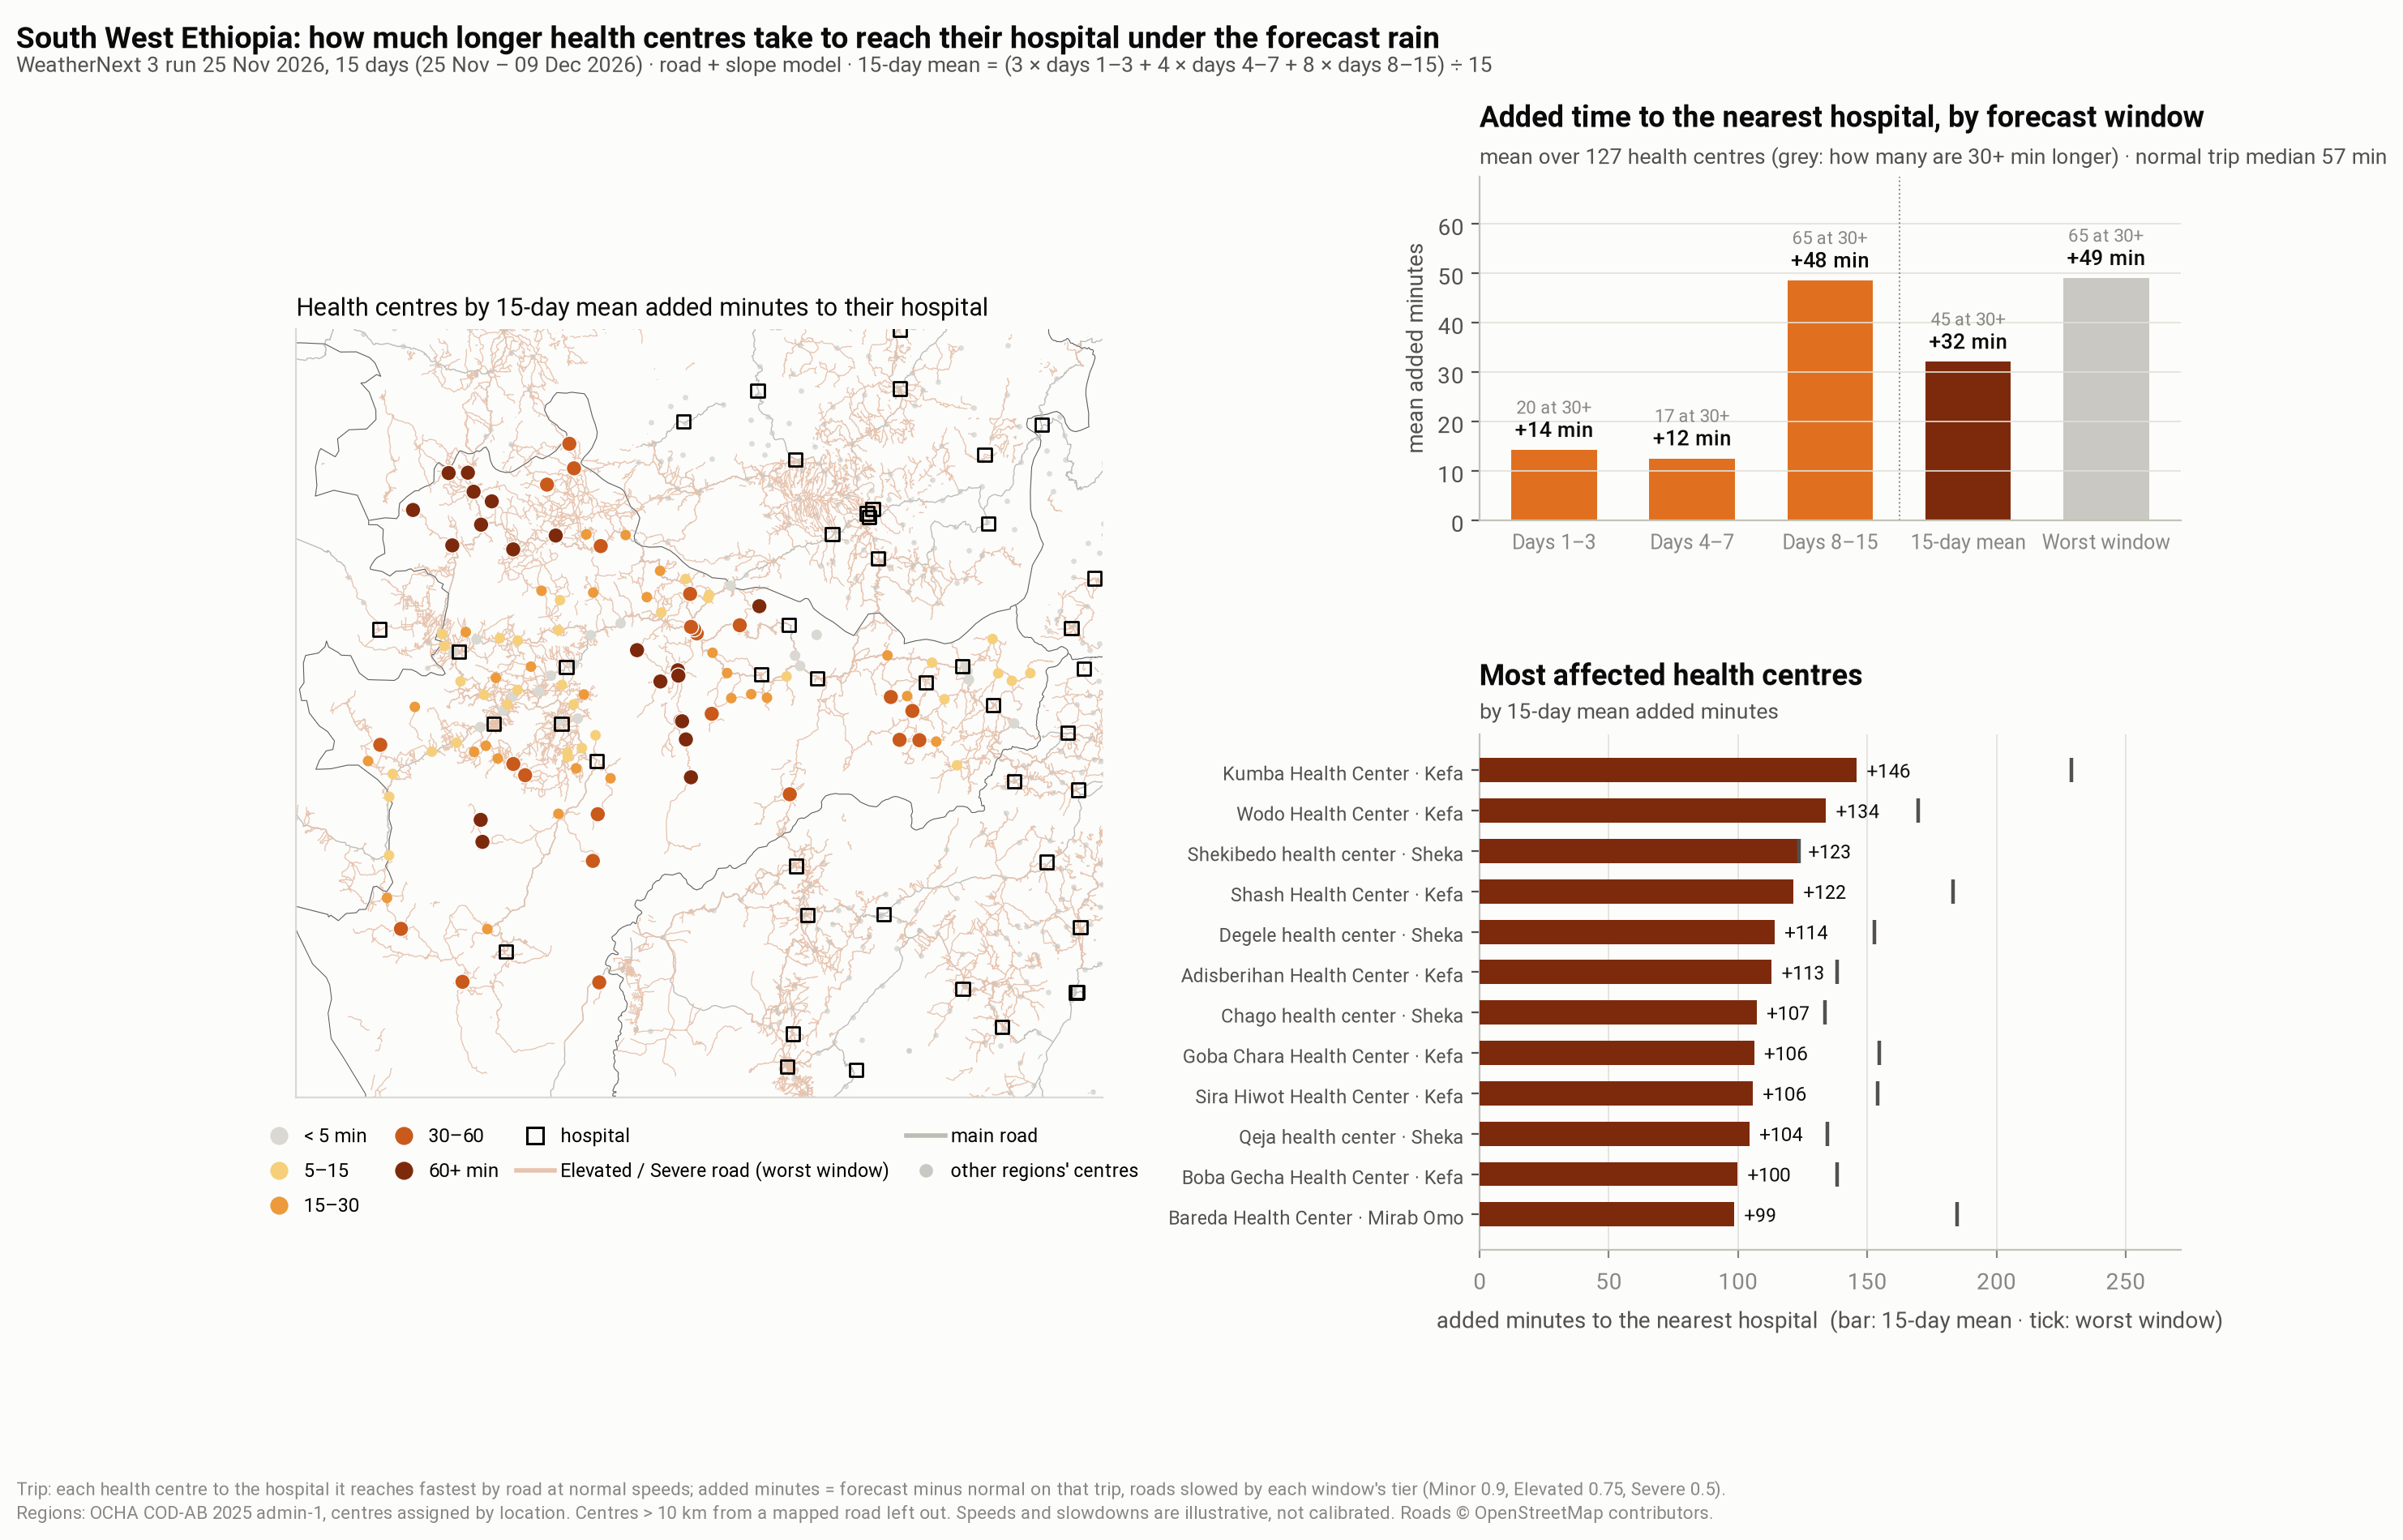 South West Ethiopia: how much longer health centres take to reach their hospital under the forecast rain
WeatherNext 3 run 25 Nov 2026, 15 days (25 Nov – 09 Dec 2026) · road + slope model · 15-day mean = (3 × days 1–3 + 4 × days 4–7 + 8 × days 8–15) ÷ 15
Health centres by 15-day mean added minutes to their hospital
< 5 min
5–15
15–30
30–60
60+ min
hospital
Elevated / Severe road (worst window)
main road
other regions' centres
Added time to the nearest hospital, by forecast window
mean over 127 health centres (grey: how many are 30+ min longer) · normal trip median 57 min
mean added minutes
60
50
40
30
20
10
0
20 at 30+
+14 min
17 at 30+
+12 min
65 at 30+
+48 min
45 at 30+
+32 min
65 at 30+
+49 min
Days 1–3
Days 4–7
Days 8–15
15-day mean
Worst window
Most affected health centres
by 15-day mean added minutes
Kumba Health Center · Kefa +146
Wodo Health Center · Kefa +134
Shekibedo health center · Sheka +123
Shash Health Center · Kefa +122
Degele health center · Sheka +114
Adisberihan Health Center · Kefa +113
Chago health center · Sheka +107
Goba Chara Health Center · Kefa +106
Sira Hiwot Health Center · Kefa +106
Qeja health center · Sheka +104
Boba Gecha Health Center · Kefa +100
Bareda Health Center · Mirab Omo +99
0 50 100 150 200 250
added minutes to the nearest hospital (bar: 15-day mean · tick: worst window)
Trip: each health centre to the hospital it reaches fastest by road at normal speeds; added minutes = forecast minus normal on that trip, roads slowed by each window's tier (Minor 0.9, Elevated 0.75, Severe 0.5).
Regions: OCHA COD-AB 2025 admin-1, centres assigned by location. Centres > 10 km from a mapped road left out. Speeds and slowdowns are illustrative, not calibrated. Roads © OpenStreetMap contributors.